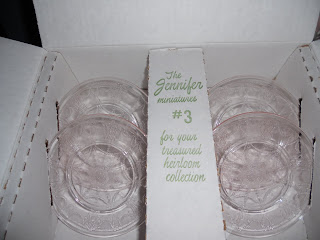 The
Jennifer
miniatures
#3
for your
treasured
heirloom
collection